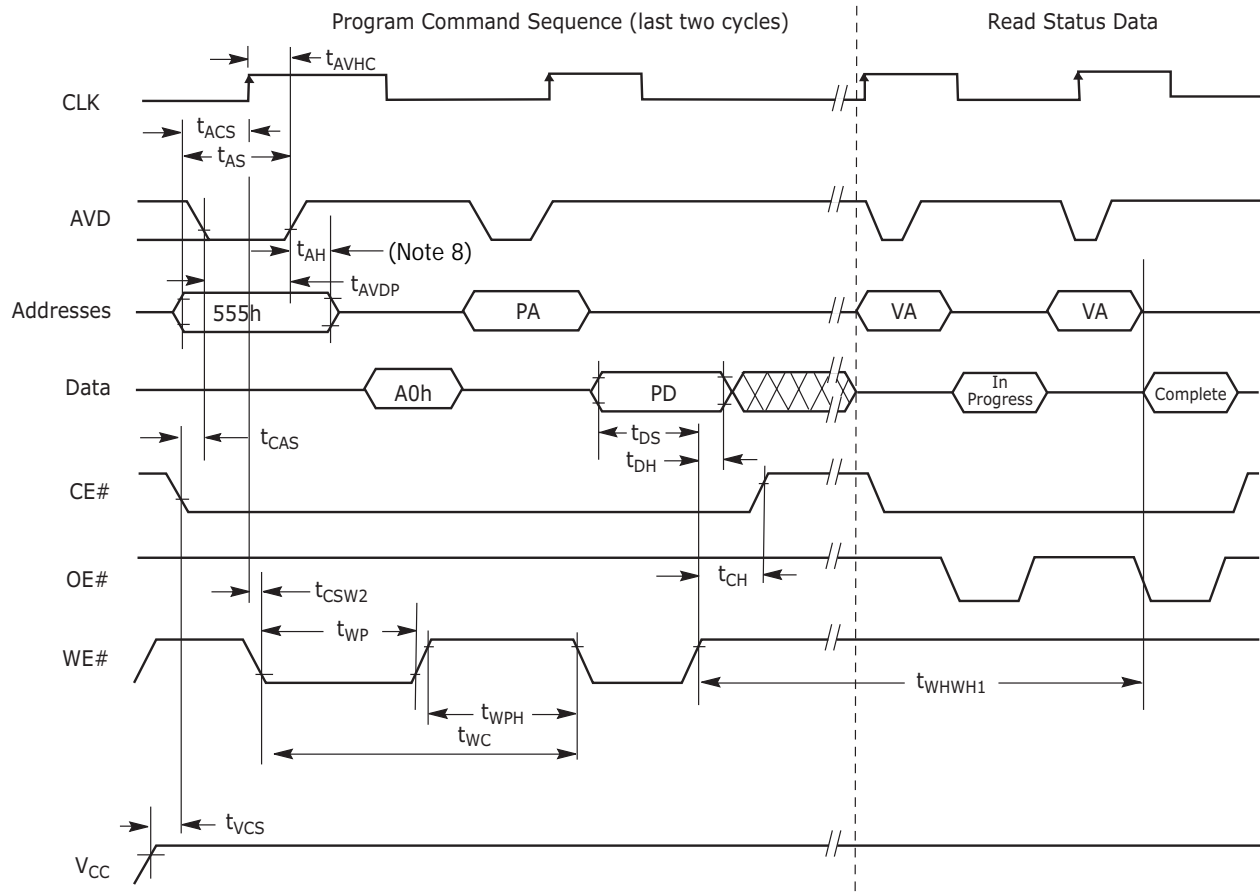 Program Command Sequence (last two cycles)
Read Status Data
tAVHC
CLK
tACS
tAS
AVD
tAH
(Note 8)
tAVDP
Addresses
555h
PA
VA
VA
Data
A0h
PD
In
Progress
Complete
tCAS
tDS
tDH
CE#
OE#
tCH
tCSW2
tWP
WE#
tWHWH1
tWPH
tWC
tVCS
VCC